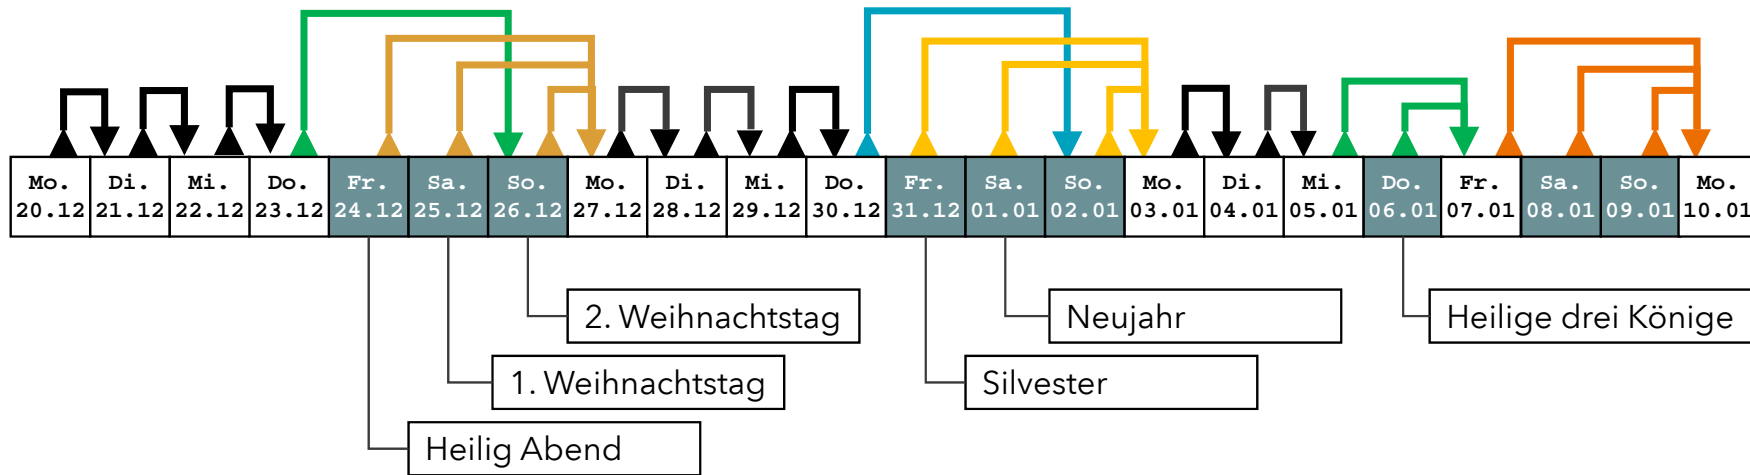 Mo. Di. Mi. Do. Fr. Sa. So. Mo. Di. Mi. Do. Fr. Sa. So. Mo. Di. Mi. Do. Fr. Sa. So. Mo.
20.12 21.12 22.12 23.12 24.12 25.12 26.12 27.12 28.12 29.12 30.12 31.12 01.01 02.01 03.01 04.01 05.01 06.01 07.01 08.01 09.01 10.01
2. Weihnachtstag
Neujahr
Heilige drei Könige
1. Weihnachtstag
Silvester
Heilig Abend